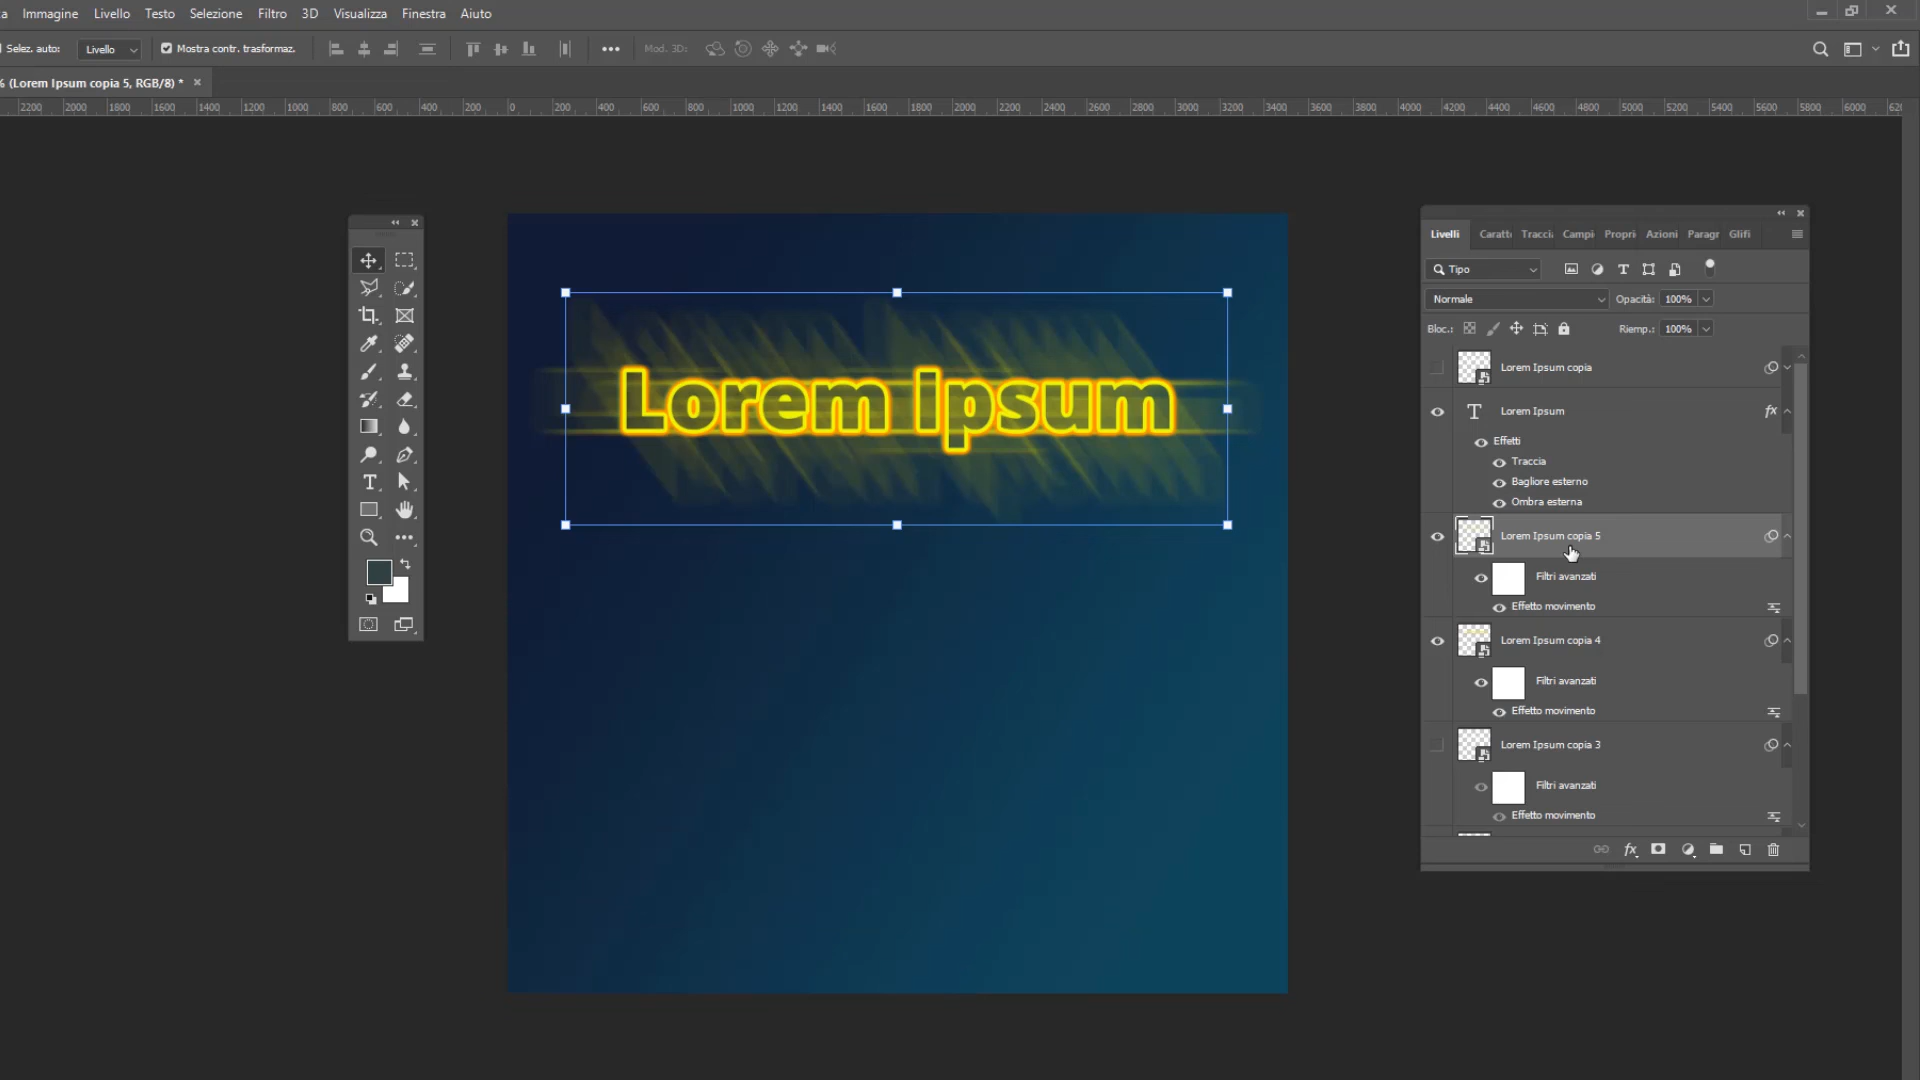 Immagine Livello Testo Selezione Filtro 3D Visualizza Finestra Aiuto
Selez. auto: Livello Mostra contr. trasformaz. Mod. 3D:
% (Lorem Ipsum copia 5, RGB/8) *
2200 2000 1800 1600 1400 1200 1000 800 600 400 200 0 200 400 600 800 1000 1200 1400 1600 1800 2000 2200 2400 2600 2800 3000 3200 3400 3600 3800 4000 4200 4400 4600 4800 5000 5200 5400 5600 5800 6000
Lorem Ipsum
Livelli Caratt Traccia Campi Propri Azioni Paragr Glifi
Tipo
Normale Opacità: 100%
Bloc.: Riemp.: 100%
Lorem Ipsum copia
T Lorem Ipsum fx
Effetti
Traccia
Bagliore esterno
Ombra esterna
Lorem Ipsum copia 5
Filtri avanzati
Effetto movimento
Lorem Ipsum copia 4
Filtri avanzati
Effetto movimento
Lorem Ipsum copia 3
Filtri avanzati
Effetto movimento
fx